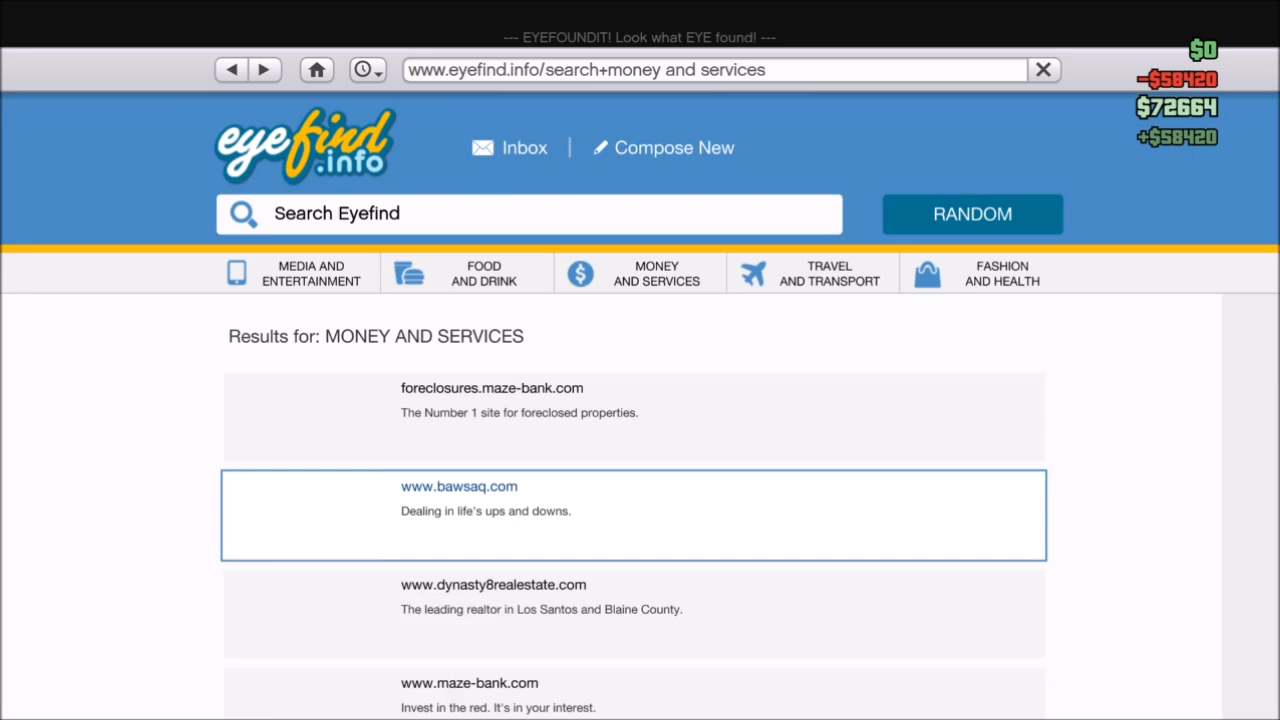 --- EYEFOUNDIT! Look what EYE found! ---
www.eyefind.info/search+money and services
$0
-$58420
$72664
+$58420
eyefind.info
Inbox | Compose New
Search Eyefind
RANDOM
MEDIA AND
ENTERTAINMENT
FOOD
AND DRINK
MONEY
AND SERVICES
TRAVEL
AND TRANSPORT
FASHION
AND HEALTH
Results for: MONEY AND SERVICES
foreclosures.maze-bank.com
The Number 1 site for foreclosed properties.
www.bawsaq.com
Dealing in life's ups and downs.
www.dynasty8realestate.com
The leading realtor in Los Santos and Blaine County.
www.maze-bank.com
Invest in the red. It's in your interest.